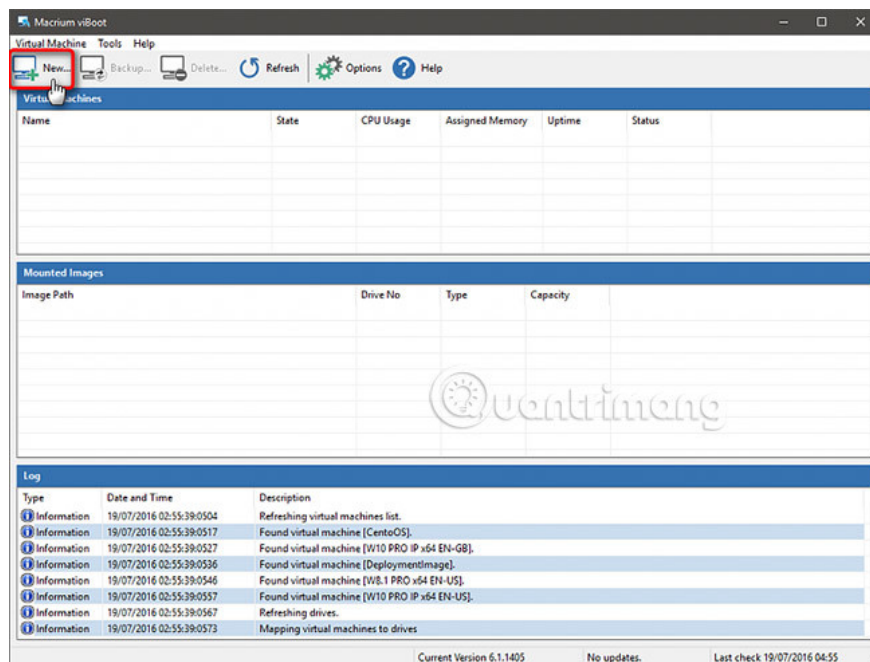 Macrium viBoot
Virtual Machine Tools Help
New... Backup... Delete... Refresh Options Help
Virtual Machines
Name State CPU Usage Assigned Memory Uptime Status
Mounted Images
Image Path Drive No Type Capacity
Quantrimang
Log
Type Date and Time Description
Information 19/07/2016 02:55:39:0504 Refreshing virtual machines list.
Information 19/07/2016 02:55:39:0517 Found virtual machine [CentoOS].
Information 19/07/2016 02:55:39:0527 Found virtual machine [W10 PRO IP x64 EN-GB].
Information 19/07/2016 02:55:39:0536 Found virtual machine [DeploymentImage].
Information 19/07/2016 02:55:39:0546 Found virtual machine [W8.1 PRO x64 EN-US].
Information 19/07/2016 02:55:39:0557 Found virtual machine [W10 PRO IP x64 EN-US].
Information 19/07/2016 02:55:39:0567 Refreshing drives.
Information 19/07/2016 02:55:39:0573 Mapping virtual machines to drives
Current Version 6.1.1405 No updates. Last check 19/07/2016 04:55